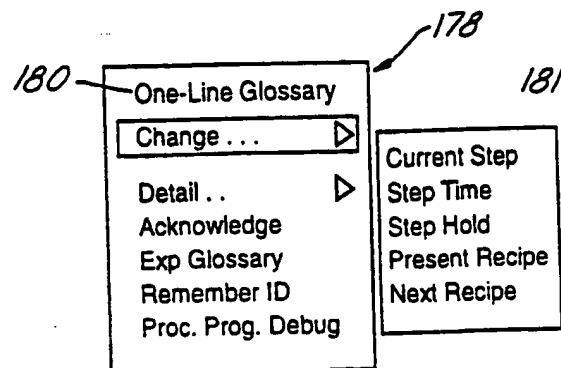 178
180
181
One-Line Glossary
Change . . .
Detail . .
Acknowledge
Exp Glossary
Remember ID
Proc. Prog. Debug
Current Step
Step Time
Step Hold
Present Recipe
Next Recipe